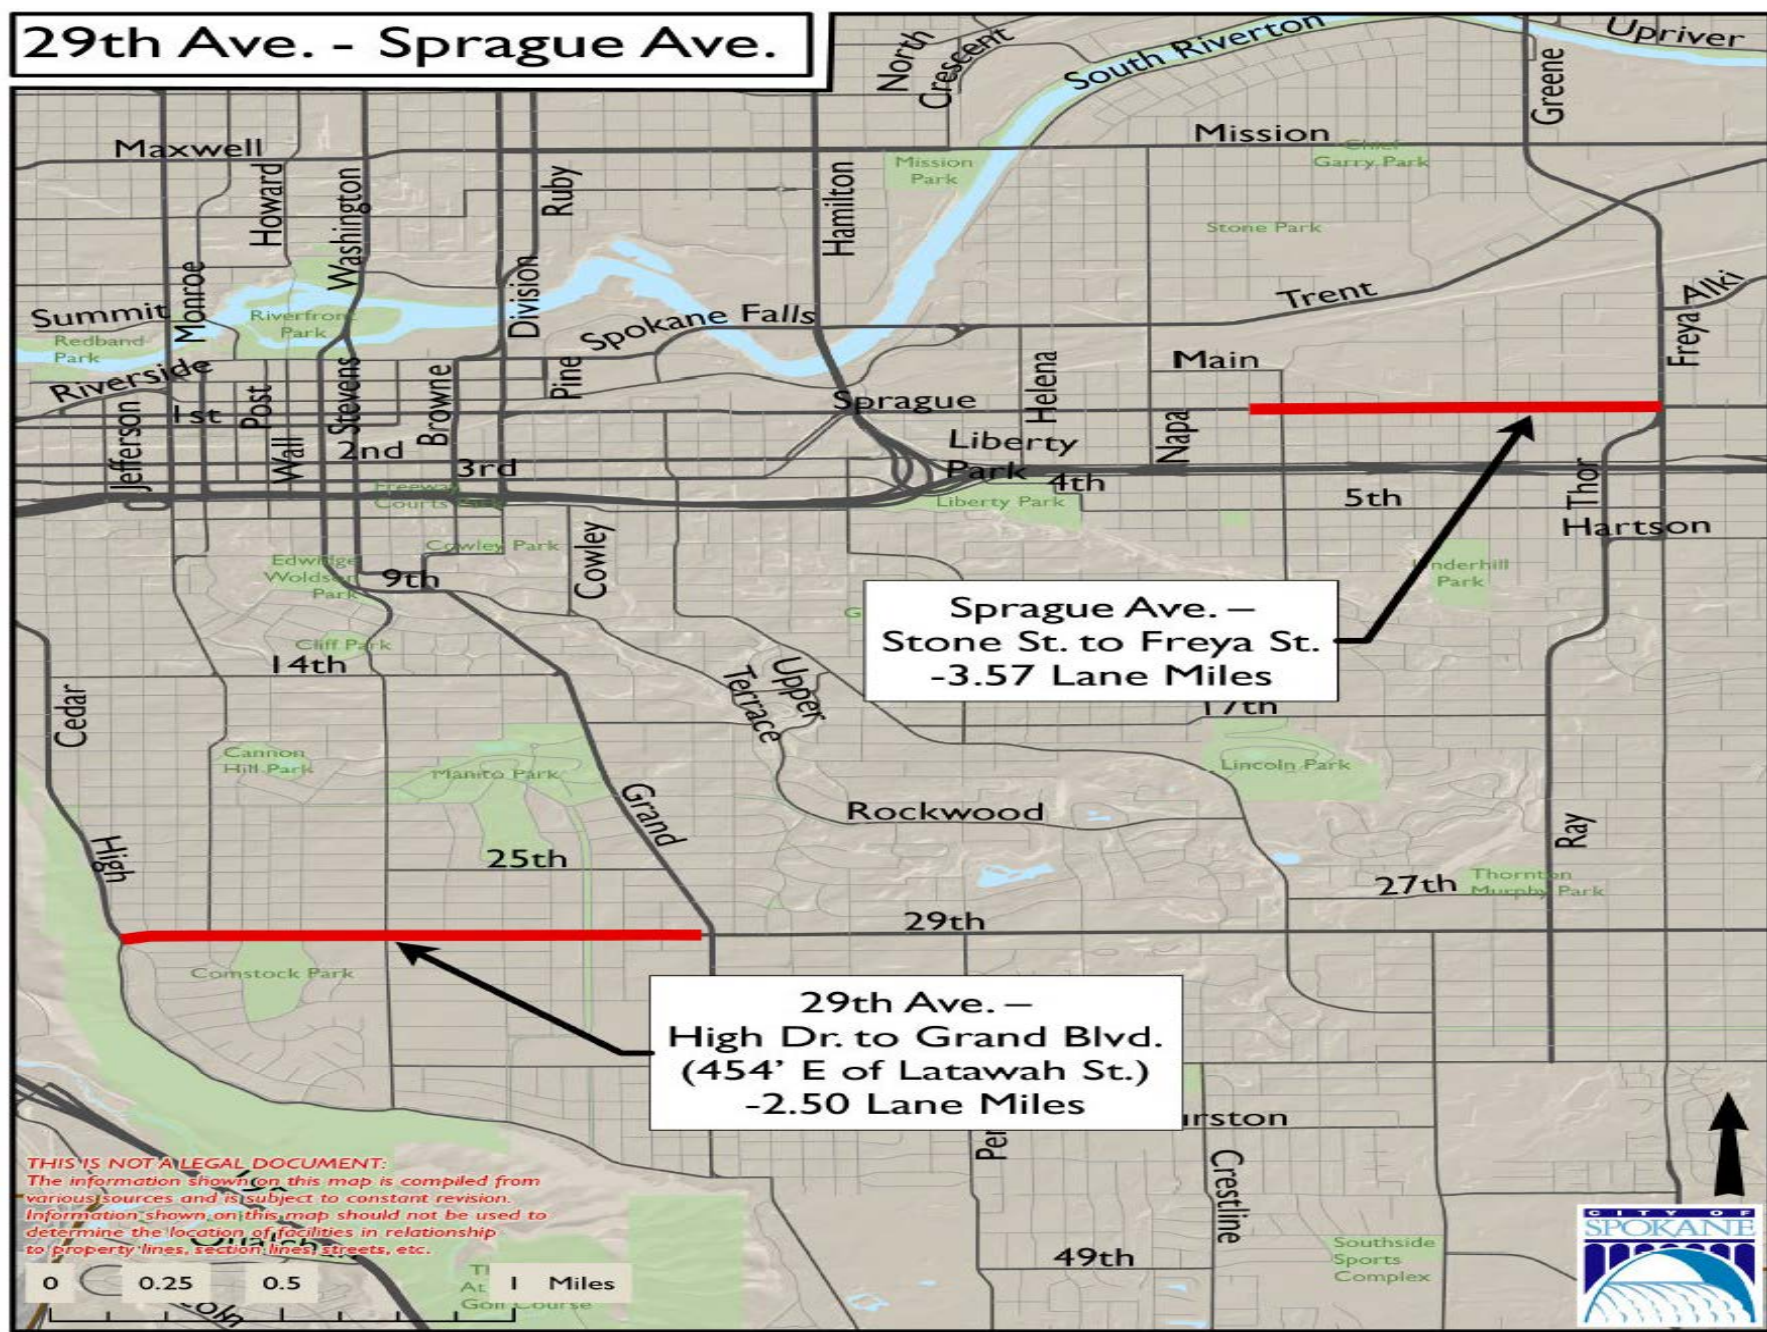 29th Ave. - Sprague Ave.
North
Crescent
South Riverton
Upriver
Greene
Maxwell
Mission
Chief
Garry Park
Mission
Park
Howard
Washington
Ruby
Hamilton
Stone Park
Monroe
Division
Summit
Riverfront
Park
Redband
Park
Spokane Falls
Trent
Alki
Freya
Riverside
Main
Helena
Pine
Post
Stevens
Browne
1st
Sprague
Jefferson
Wall
2nd
3rd
Napa
Liberty
Park
4th
5th
Thor
Hartson
Freeway
Courts Park
Liberty Park
Cowley Park
Cowley
Edwidge
Woldson
Park
9th
Underhill
Park
Sprague Ave. –
Stone St. to Freya St.
-3.57 Lane Miles
Cliff Park
14th
Upper
Terrace
17th
Cedar
Cannon
Hill Park
Manito Park
Lincoln Park
Grand
Rockwood
Ray
High
25th
27th
Thornton
Murphy Park
29th
Comstock Park
29th Ave. –
High Dr. to Grand Blvd.
(454' E of Latawah St.)
-2.50 Lane Miles
Crestline
49th
Southside
Sports
Complex
THIS IS NOT A LEGAL DOCUMENT:
The information shown on this map is compiled from
various sources and is subject to constant revision.
Information shown on this map should not be used to
determine the location of facilities in relationship
to property lines, section lines, streets, etc.
0 0.25 0.5 1 Miles
Golf Course
CITY OF
SPOKANE